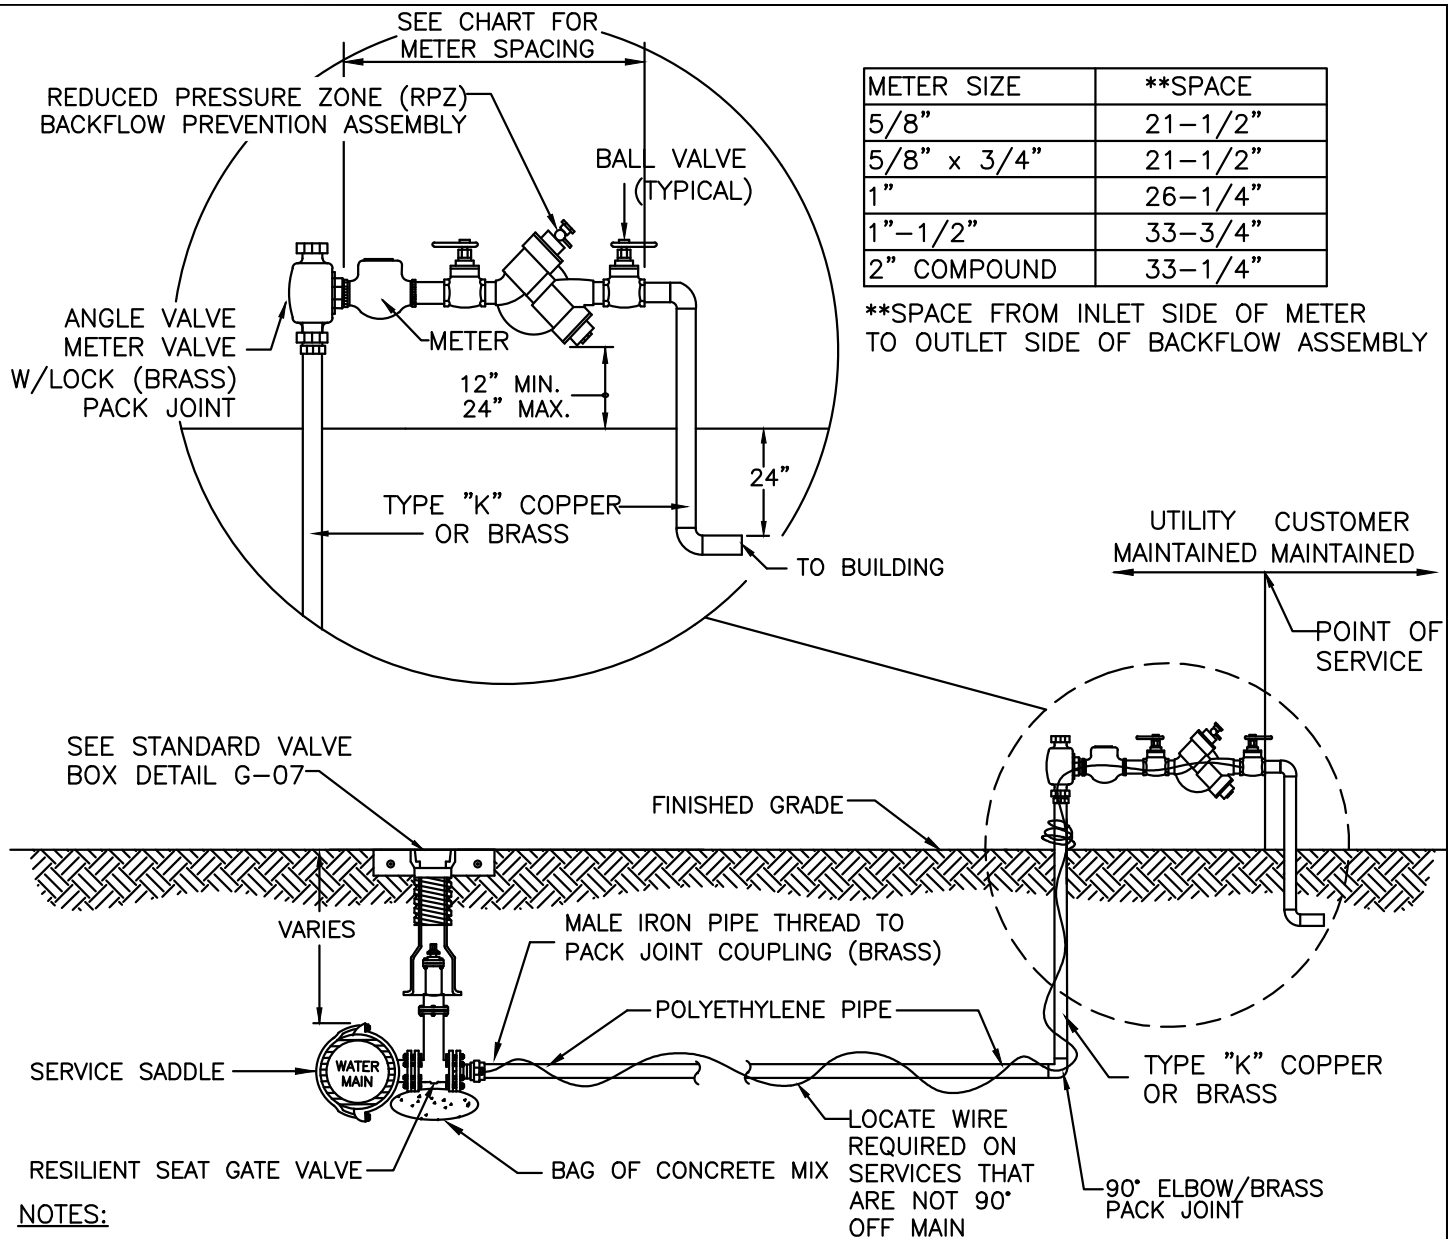 SEE CHART FOR
METER SPACING
REDUCED PRESSURE ZONE (RPZ)
BACKFLOW PREVENTION ASSEMBLY
BALL VALVE
(TYPICAL)
ANGLE VALVE
METER VALVE
W/LOCK (BRASS)
PACK JOINT
METER
12" MIN.
24" MAX.
24"
TYPE "K" COPPER
OR BRASS
TO BUILDING
METER SIZE **SPACE
5/8" 21-1/2"
5/8" x 3/4" 21-1/2"
1" 26-1/4"
1"-1/2" 33-3/4"
2" COMPOUND 33-1/4"
**SPACE FROM INLET SIDE OF METER
TO OUTLET SIDE OF BACKFLOW ASSEMBLY
UTILITY
MAINTAINED
CUSTOMER
MAINTAINED
POINT OF
SERVICE
SEE STANDARD VALVE
BOX DETAIL G-07
FINISHED GRADE
VARIES
MALE IRON PIPE THREAD TO
PACK JOINT COUPLING (BRASS)
POLYETHYLENE PIPE
SERVICE SADDLE
WATER
MAIN
TYPE "K" COPPER
OR BRASS
RESILIENT SEAT GATE VALVE
BAG OF CONCRETE MIX
LOCATE WIRE
REQUIRED ON
SERVICES THAT
ARE NOT 90°
OFF MAIN
90° ELBOW/BRASS
PACK JOINT
NOTES: